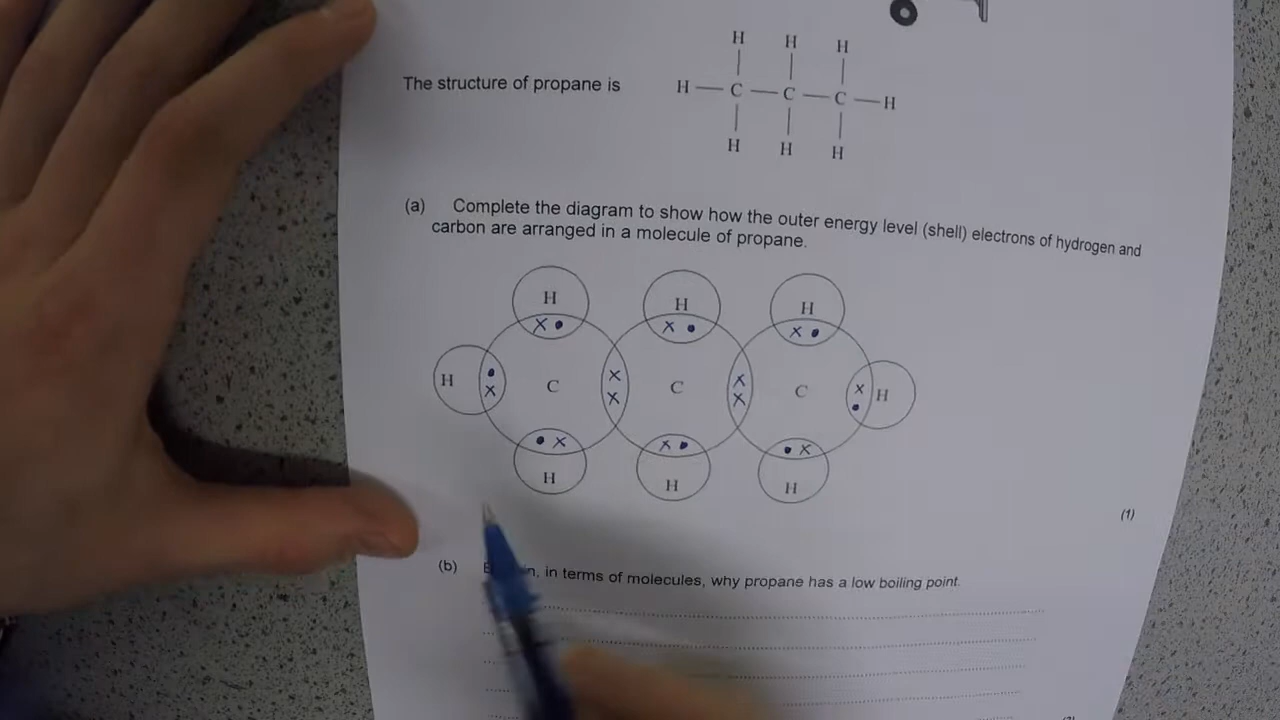 H H H
The structure of propane is H — C — C — C — H
H H H
(a) Complete the diagram to show how the outer energy level (shell) electrons of hydrogen and
carbon are arranged in a molecule of propane.
H H H
x • x • x •
H • x C x x C x x C x • H
• x x • • x
H H H
(1)
(b) in terms of molecules, why propane has a low boiling point.